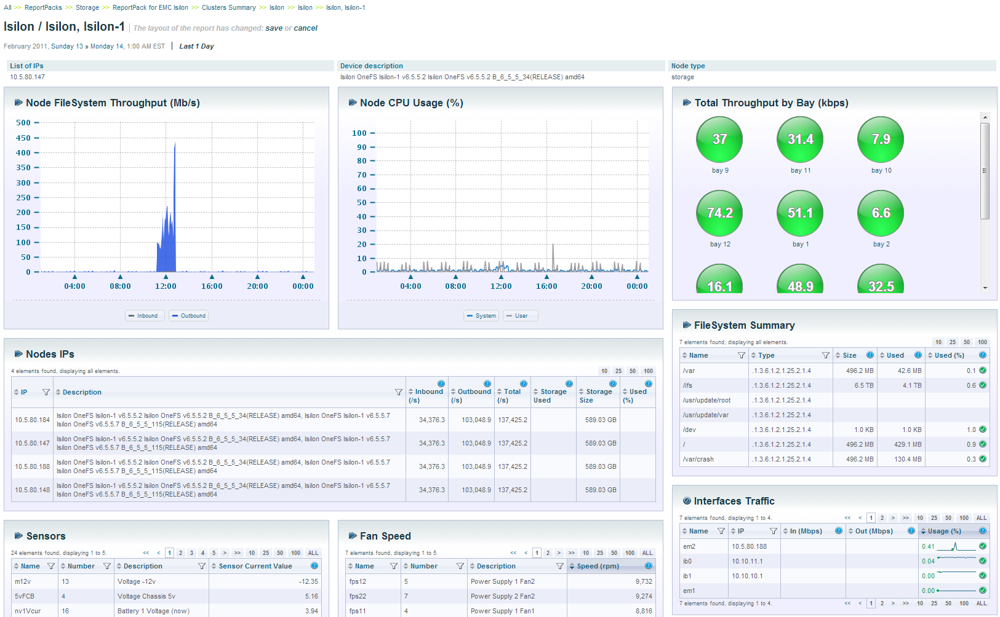 All >> ReportPacks >> Storage >> ReportPack for EMC Isilon >> Clusters Summary >> Isilon >> Isilon >> Isilon, Isilon-1
Isilon / Isilon, Isilon-1 | The layout of the report has changed: save or cancel
February 2011, Sunday 13 » Monday 14, 1:00 AM EST | Last 1 Day
List of IPs
10.5.80.147
Device description
Isilon OneFS Isilon-1 v6.5.5.2 Isilon OneFS v6.5.5.2 B_6_5_5_34(RELEASE) amd64
Node type
storage
Node FileSystem Throughput (Mb/s)
500
450
400
350
300
250
200
150
100
50
0
04:00 08:00 12:00 16:00 20:00 00:00
Inbound Outbound
Node CPU Usage (%)
100
90
80
70
60
50
40
30
20
10
0
04:00 08:00 12:00 16:00 20:00 00:00
System User
Total Throughput by Bay (kbps)
37 31.4 7.9
bay 9 bay 11 bay 10
74.2 51.1 6.6
bay 12 bay 1 bay 2
16.1 48.9 32.5
Nodes IPs
4 elements found, displaying all elements. 10 25 50 100
IP Description Inbound (/s) Outbound (/s) Total (/s) Storage Used Storage Size Used (%)
10.5.80.184 Isilon OneFS Isilon-1 v6.5.5.2 Isilon OneFS v6.5.5.2 B_6_5_5_34(RELEASE) amd64, Isilon OneFS Isilon-1 v6.5.5.7 34,376.3 103,048.9 137,425.2 589.03 GB
Isilon OneFS v6.5.5.7 B_6_5_5_115(RELEASE) amd64
10.5.80.147 Isilon OneFS Isilon-1 v6.5.5.2 Isilon OneFS v6.5.5.2 B_6_5_5_34(RELEASE) amd64, Isilon OneFS Isilon-1 v6.5.5.7 34,376.3 103,048.9 137,425.2 589.03 GB
Isilon OneFS v6.5.5.7 B_6_5_5_115(RELEASE) amd64
10.5.80.188 Isilon OneFS Isilon-1 v6.5.5.2 Isilon OneFS v6.5.5.2 B_6_5_5_34(RELEASE) amd64, Isilon OneFS Isilon-1 v6.5.5.7 34,376.3 103,048.9 137,425.2 589.03 GB
Isilon OneFS v6.5.5.7 B_6_5_5_115(RELEASE) amd64
10.5.80.148 Isilon OneFS Isilon-1 v6.5.5.2 Isilon OneFS v6.5.5.2 B_6_5_5_34(RELEASE) amd64, Isilon OneFS Isilon-1 v6.5.5.7 34,376.3 103,048.9 137,425.2 589.03 GB
Isilon OneFS v6.5.5.7 B_6_5_5_115(RELEASE) amd64
FileSystem Summary
7 elements found, displaying all elements. 10 25 50 100
Name Type Size Used Used (%)
/var .1.3.6.1.2.1.25.2.1.4 496.2 MB 42.6 MB 0.1
/ifs .1.3.6.1.2.1.25.2.1.4 6.5 TB 4.1 TB 0.6
/usr/update/root .1.3.6.1.2.1.25.2.1.4
/usr/update/var .1.3.6.1.2.1.25.2.1.4
/dev .1.3.6.1.2.1.25.2.1.4 1.0 KB 1.0 KB 1.0
/ .1.3.6.1.2.1.25.2.1.4 496.2 MB 429.1 MB 0.9
/var/crash .1.3.6.1.2.1.25.2.1.4 496.2 MB 130.4 MB 0.3
Interfaces Traffic
7 elements found, displaying 1 to 4. << < 1 2 > >> 10 25 50 100 ALL
Name IP In (Mbps) Out (Mbps) Usage (%)
em2 10.5.80.188 0.41
ib0 10.10.11.1 0.04
ib1 10.10.10.1 0.00
em1 0.00
7 elements found, displaying 1 to 4. << < 1 2 > >> 10 25 50 100 ALL
Sensors
24 elements found, displaying 1 to 5. << < 1 2 3 4 5 > >> 10 25 50 100 ALL
Name Number Description Sensor Current Value
m12v 13 Voltage -12v -12.35
5vFCB 4 Voltage Chassis 5v 5.16
nv1Vcur 16 Battery 1 Voltage (now) 3.94
Fan Speed
7 elements found, displaying 1 to 5. << < 1 2 > >> 10 25 50 100 ALL
Name Number Description Speed (rpm)
fps12 5 Power Supply 1 Fan2 9,732
fps22 7 Power Supply 2 Fan2 9,274
fps11 4 Power Supply 1 Fan1 8,816